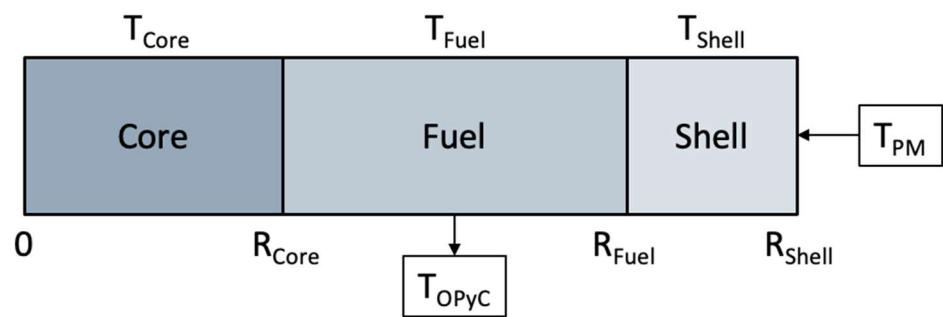 T_Core T_Fuel T_Shell
Core Fuel Shell T_PM
0 R_Core R_Fuel R_Shell
T_OPyC